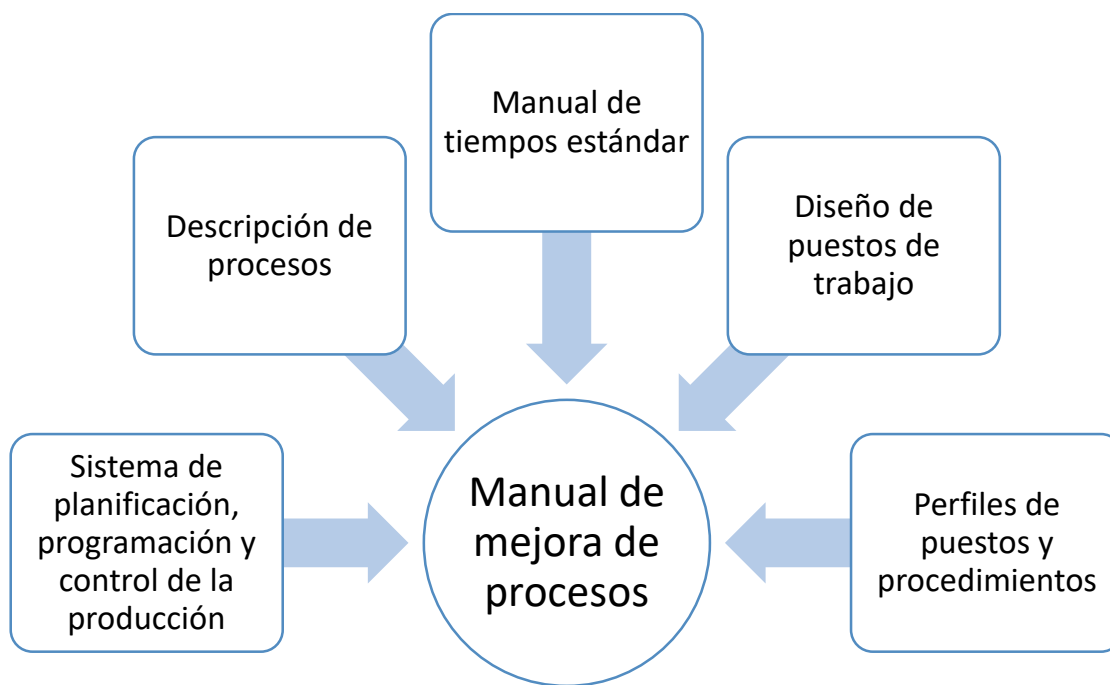 Manual de
tiempos estándar
Descripción de
procesos
Diseño de
puestos de
trabajo
Sistema de
planificación,
programación y
control de la
producción
Manual de
mejora de
procesos
Perfiles de
puestos y
procedimientos